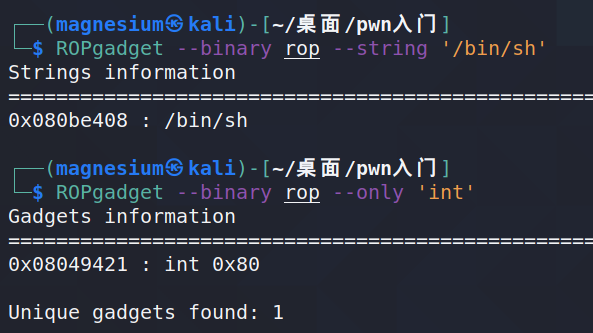 ┌──(magnesium㉿kali)-[~/桌面/pwn入门]
└─$ ROPgadget --binary rop --string '/bin/sh'
Strings information
============================================================
0x080be408 : /bin/sh
┌──(magnesium㉿kali)-[~/桌面/pwn入门]
└─$ ROPgadget --binary rop --only 'int'
Gadgets information
============================================================
0x08049421 : int 0x80
Unique gadgets found: 1